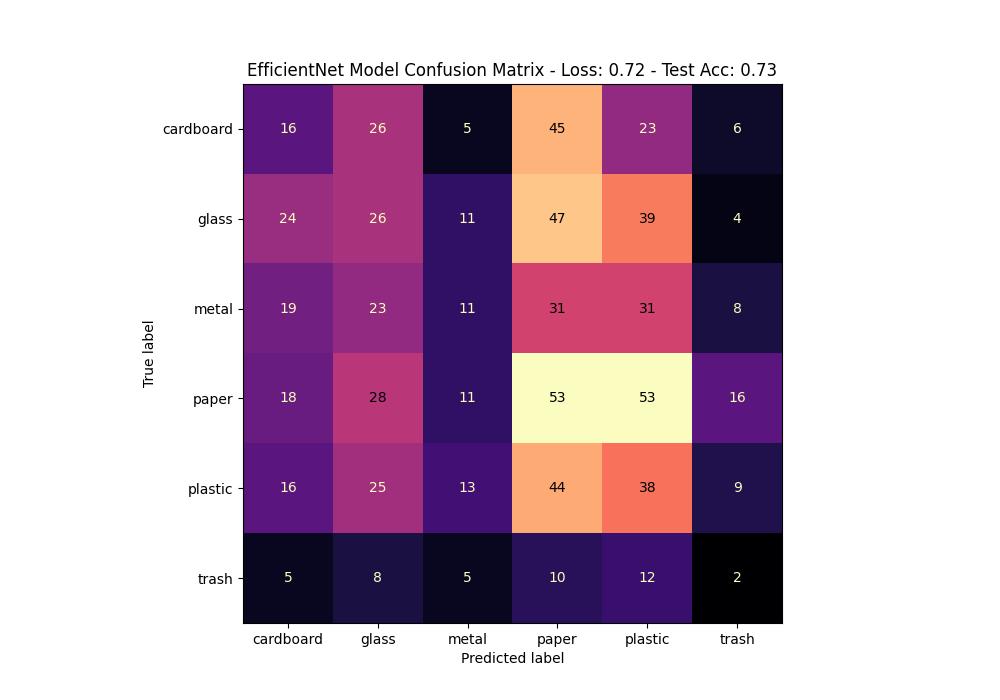 EfficientNet Model Confusion Matrix - Loss: 0.72 - Test Acc: 0.73
cardboard 16 26 5 45 23 6
glass 24 26 11 47 39 4
metal 19 23 11 31 31 8
paper 18 28 11 53 53 16
plastic 16 25 13 44 38 9
trash 5 8 5 10 12 2
cardboard glass metal paper plastic trash
Predicted label
True label